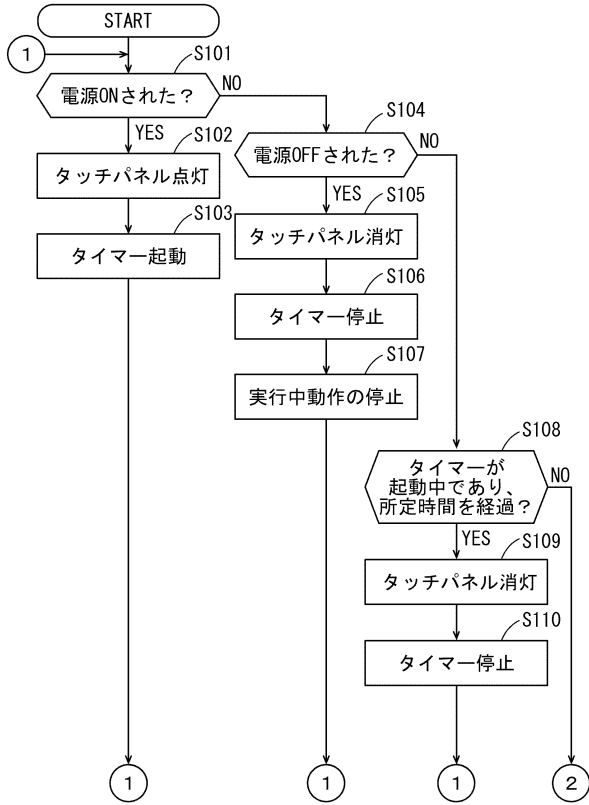 START
1
S101
電源ONされた？
NO
YES
S102
タッチパネル点灯
S103
タイマー起動
S104
電源OFFされた？
NO
YES
S105
タッチパネル消灯
S106
タイマー停止
S107
実行中動作の停止
S108
タイマーが
起動中であり、
所定時間を経過？
NO
YES
S109
タッチパネル消灯
S110
タイマー停止
1
1
1
2